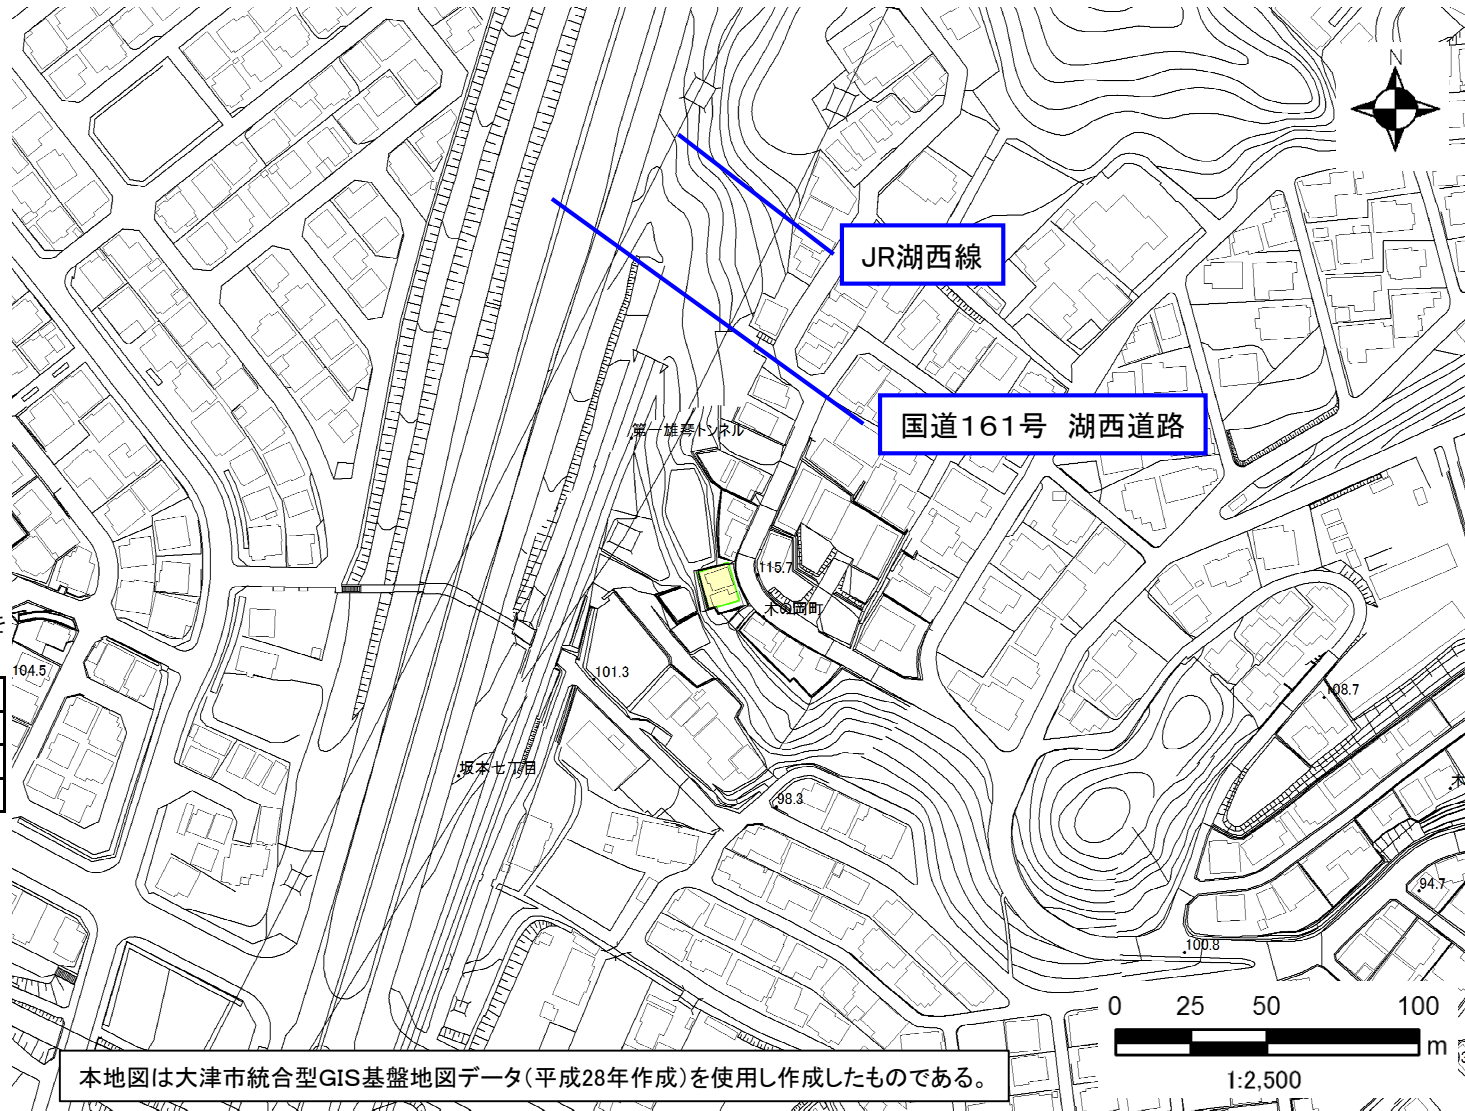 N
JR湖西線
国道161号 湖西道路
第一雄琴トンネル
115.7
木の岡町
104.5
101.3
108.7
坂本七丁目
98.3
木
94.7
100.8
0 25 50 100
m
1:2,500
本地図は大津市統合型GIS基盤地図データ(平成28年作成)を使用し作成したものである。